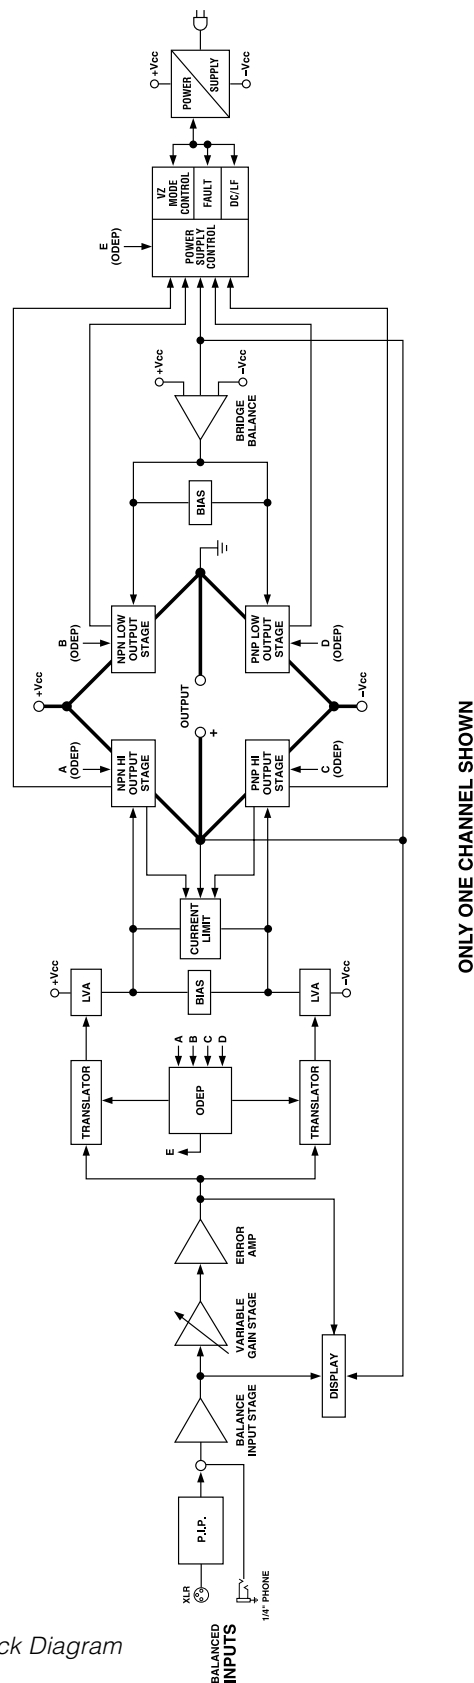 BALANCED
INPUTS
XLR
1/4" PHONE
P.I.P.
BALANCE
INPUT STAGE
VARIABLE
GAIN STAGE
ERROR
AMP
DISPLAY
TRANSLATOR
TRANSLATOR
ODEP
E
A
B
C
D
+Vcc
LVA
BIAS
LVA
−Vcc
CURRENT
LIMIT
A
(ODEP)
NPN HI
OUTPUT
STAGE
PNP HI
OUTPUT
STAGE
C
(ODEP)
+Vcc
+
OUTPUT
−Vcc
B
(ODEP)
NPN LOW
OUTPUT
STAGE
PNP LOW
OUTPUT
STAGE
D
(ODEP)
BIAS
BRIDGE
BALANCE
+Vcc
−Vcc
E
(ODEP)
POWER
SUPPLY
CONTROL
VZ
MODE
CONTROL
FAULT
DC/LF
+Vcc
POWER
SUPPLY
−Vcc
ONLY ONE CHANNEL SHOWN
ck Diagram